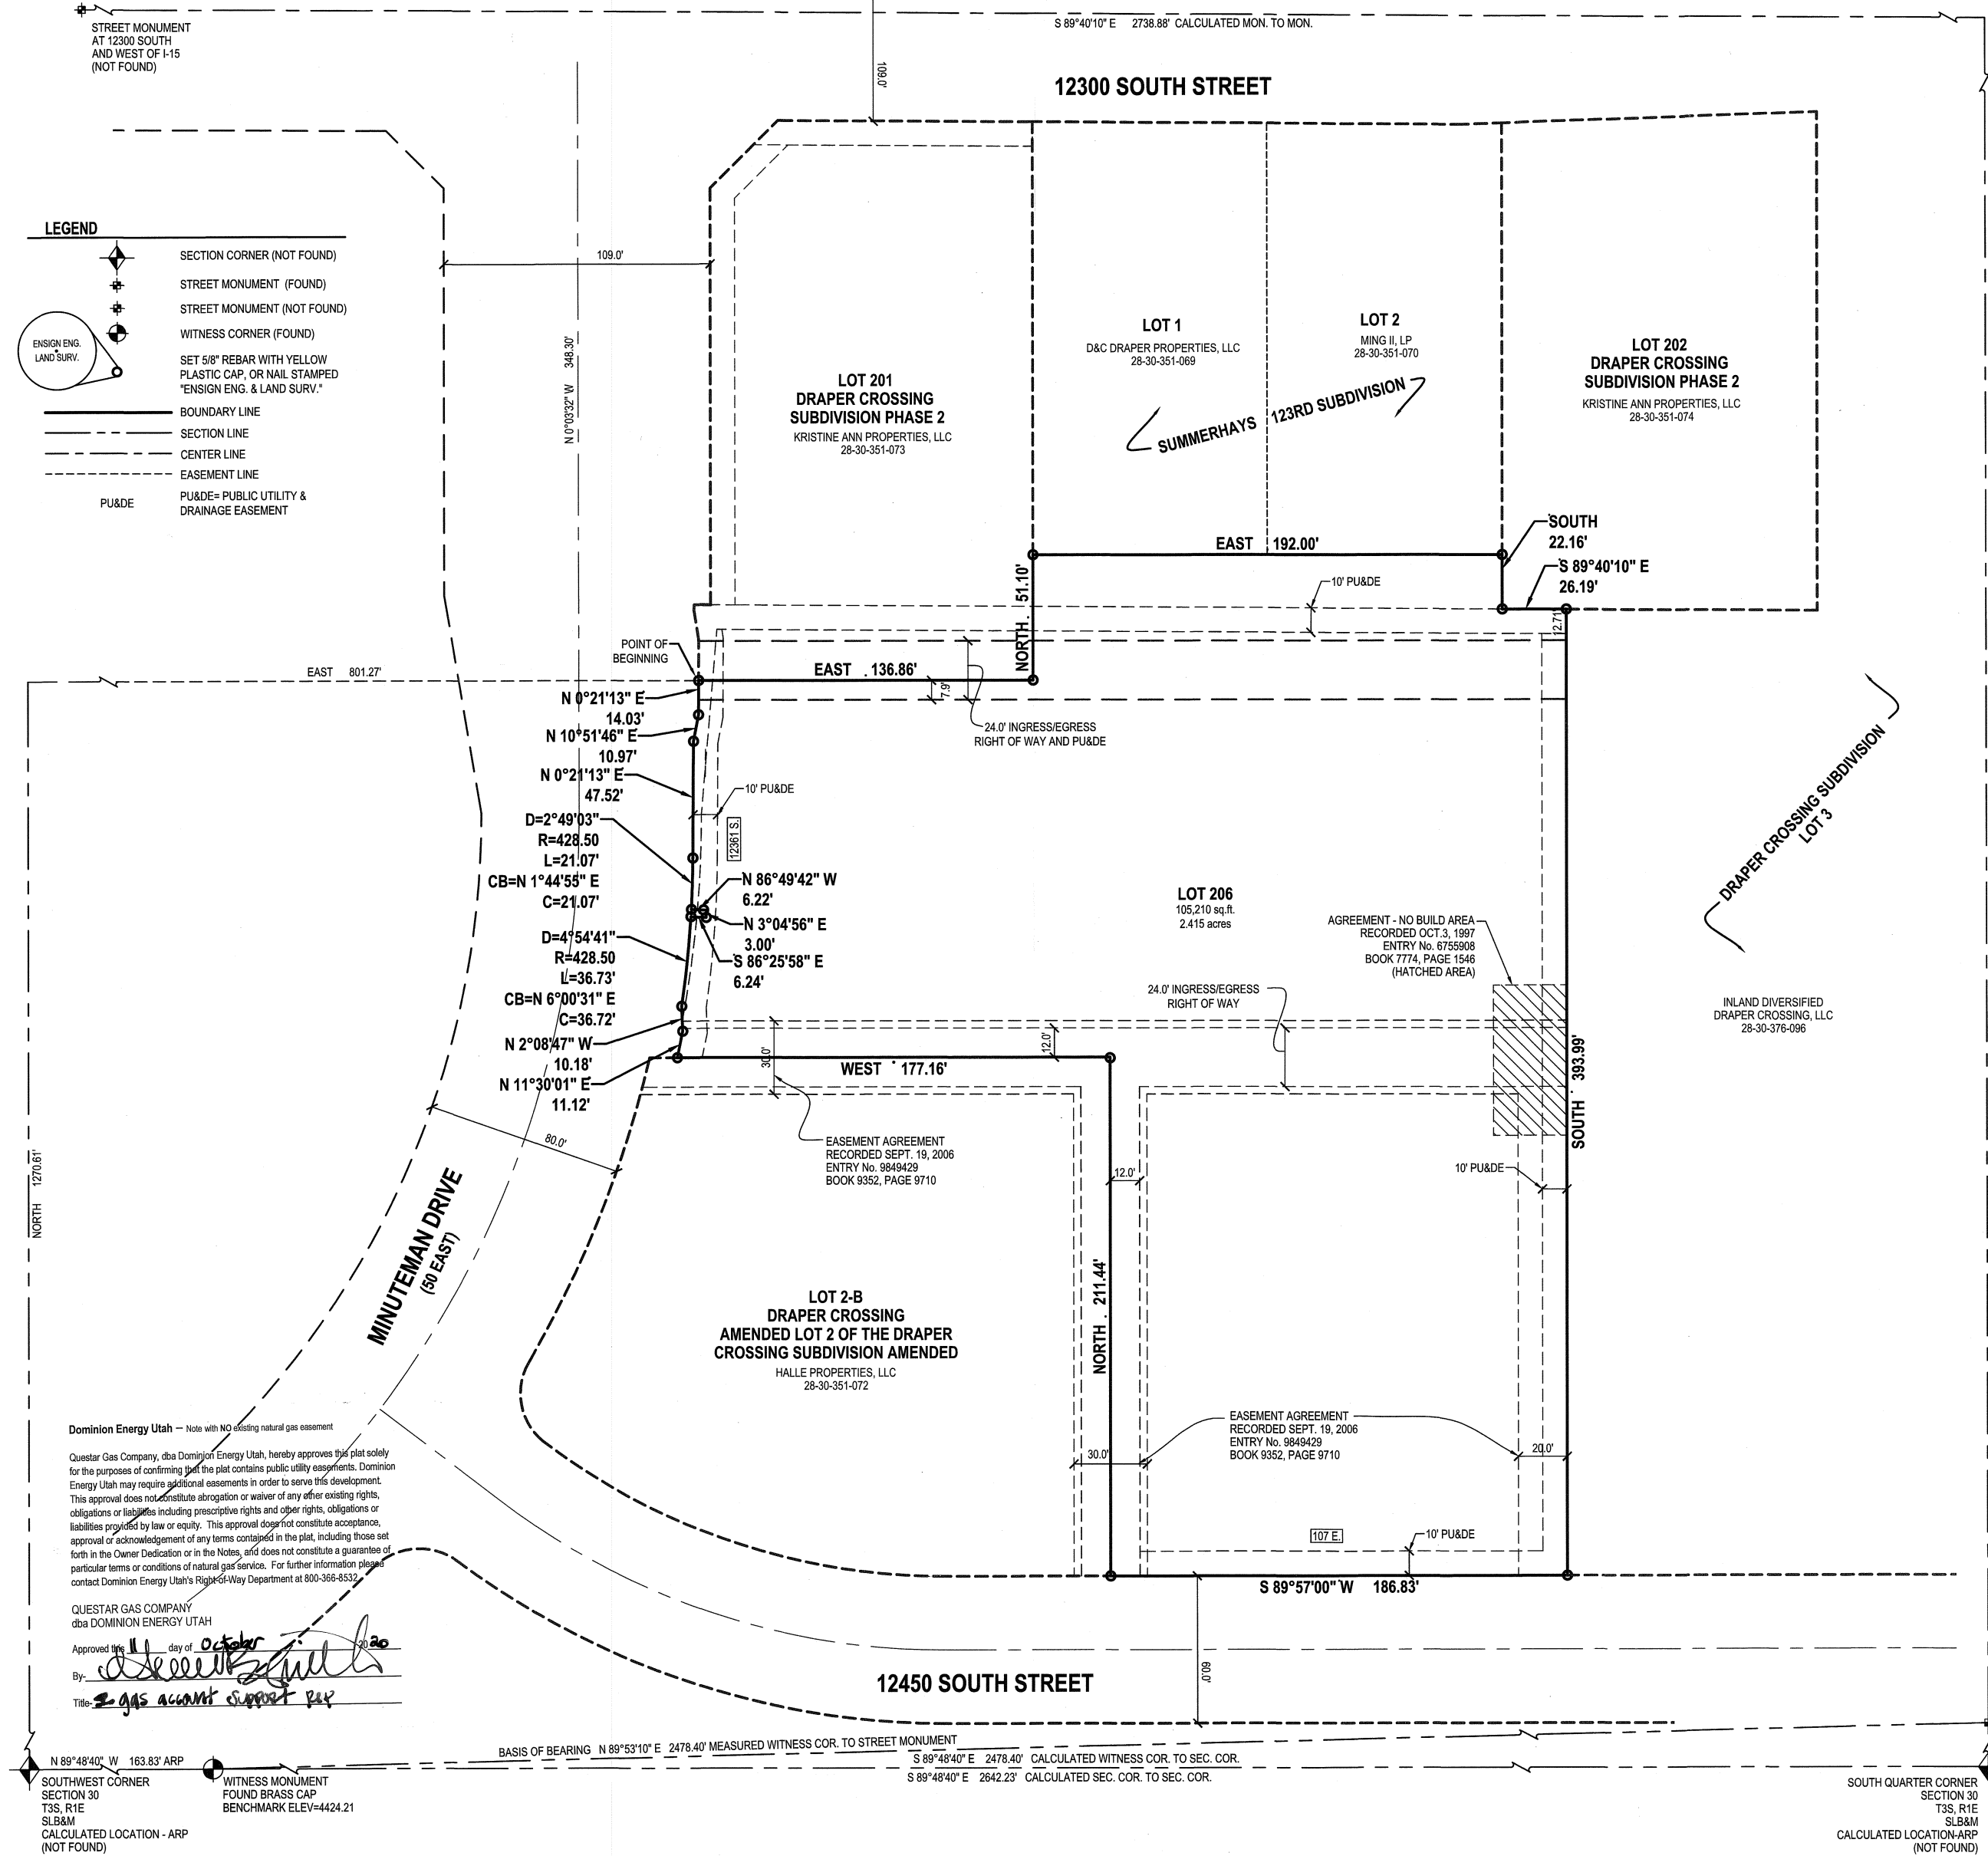 S 89°40'10" E 2738.88' CALCULATED MON. TO MON.
STREET MONUMENT
AT 12300 SOUTH
AND WEST OF I-15
(NOT FOUND)
109.0'
12300 SOUTH STREET
LEGEND
SECTION CORNER (NOT FOUND)
STREET MONUMENT (FOUND)
STREET MONUMENT (NOT FOUND)
WITNESS CORNER (FOUND)
ENSIGN ENG.
LAND SURV.
SET 5/8" REBAR WITH YELLOW
PLASTIC CAP, OR NAIL STAMPED
"ENSIGN ENG. & LAND SURV."
BOUNDARY LINE
SECTION LINE
CENTER LINE
EASEMENT LINE
PU&DE
PU&DE= PUBLIC UTILITY &
DRAINAGE EASEMENT
109.0'
N 0°03'32" W 348.30'
LOT 201
DRAPER CROSSING
SUBDIVISION PHASE 2
KRISTINE ANN PROPERTIES, LLC
28-30-351-073
LOT 1
D&C DRAPER PROPERTIES, LLC
28-30-351-069
LOT 2
MING II, LP
28-30-351-070
SUMMERHAYS 123RD SUBDIVISION
LOT 202
DRAPER CROSSING
SUBDIVISION PHASE 2
KRISTINE ANN PROPERTIES, LLC
28-30-351-074
EAST 192.00'
SOUTH
22.16'
S 89°40'10" E
26.19'
NORTH 51.10'
10' PU&DE
12.71'
POINT OF
BEGINNING
EAST 801.27'
EAST 136.86'
7.9'
24.0' INGRESS/EGRESS
RIGHT OF WAY AND PU&DE
N 0°21'13" E
14.03'
N 10°51'46" E
10.97'
N 0°21'13" E
47.52'
10' PU&DE
12361 S.
D=2°49'03"
R=428.50
L=21.07'
CB=N 1°44'55" E
C=21.07'
N 86°49'42" W
6.22'
N 3°04'56" E
3.00'
S 86°25'58" E
6.24'
D=4°54'41"
R=428.50
L=36.73'
CB=N 6°00'31" E
C=36.72'
N 2°08'47" W
10.18'
N 11°30'01" E
11.12'
LOT 206
105,210 sq.ft.
2.415 acres
AGREEMENT - NO BUILD AREA
RECORDED OCT.3, 1997
ENTRY No. 6755908
BOOK 7774, PAGE 1546
(HATCHED AREA)
DRAPER CROSSING SUBDIVISION
LOT 3
INLAND DIVERSIFIED
DRAPER CROSSING, LLC
28-30-376-096
24.0' INGRESS/EGRESS
RIGHT OF WAY
30.0'
12.0'
WEST 177.16'
SOUTH 393.99'
EASEMENT AGREEMENT
RECORDED SEPT. 19, 2006
ENTRY No. 9849429
BOOK 9352, PAGE 9710
80.0'
12.0'
10' PU&DE
NORTH 1270.61'
MINUTEMAN DRIVE
(50 EAST)
NORTH 211.44'
LOT 2-B
DRAPER CROSSING
AMENDED LOT 2 OF THE DRAPER
CROSSING SUBDIVISION AMENDED
HALLE PROPERTIES, LLC
28-30-351-072
EASEMENT AGREEMENT
RECORDED SEPT. 19, 2006
ENTRY No. 9849429
BOOK 9352, PAGE 9710
30.0'
20.0'
107 E.
10' PU&DE
S 89°57'00" W 186.83'
60.0'
12450 SOUTH STREET
Dominion Energy Utah – Note with NO existing natural gas easement
Questar Gas Company, dba Dominion Energy Utah, hereby approves this plat solely
for the purposes of confirming that the plat contains public utility easements. Dominion
Energy Utah may require additional easements in order to serve this development.
This approval does not constitute abrogation or waiver of any other existing rights,
obligations or liabilities including prescriptive rights and other rights, obligations or
liabilities provided by law or equity. This approval does not constitute acceptance,
approval or acknowledgement of any terms contained in the plat, including those set
forth in the Owner Dedication or in the Notes, and does not constitute a guarantee of
particular terms or conditions of natural gas service. For further information please
contact Dominion Energy Utah's Right-of-Way Department at 800-366-8532
QUESTAR GAS COMPANY
dba DOMINION ENERGY UTAH
Approved this 11 day of October 2020
By-
Title- gas account support rep
BASIS OF BEARING N 89°53'10" E 2478.40' MEASURED WITNESS COR. TO STREET MONUMENT
S 89°48'40" E 2478.40' CALCULATED WITNESS COR. TO SEC. COR.
S 89°48'40" E 2642.23' CALCULATED SEC. COR. TO SEC. COR.
N 89°48'40" W 163.83' ARP
SOUTHWEST CORNER
SECTION 30
T3S, R1E
SLB&M
CALCULATED LOCATION - ARP
(NOT FOUND)
WITNESS MONUMENT
FOUND BRASS CAP
BENCHMARK ELEV=4424.21
SOUTH QUARTER CORNER
SECTION 30
T3S, R1E
SLB&M
CALCULATED LOCATION-ARP
(NOT FOUND)